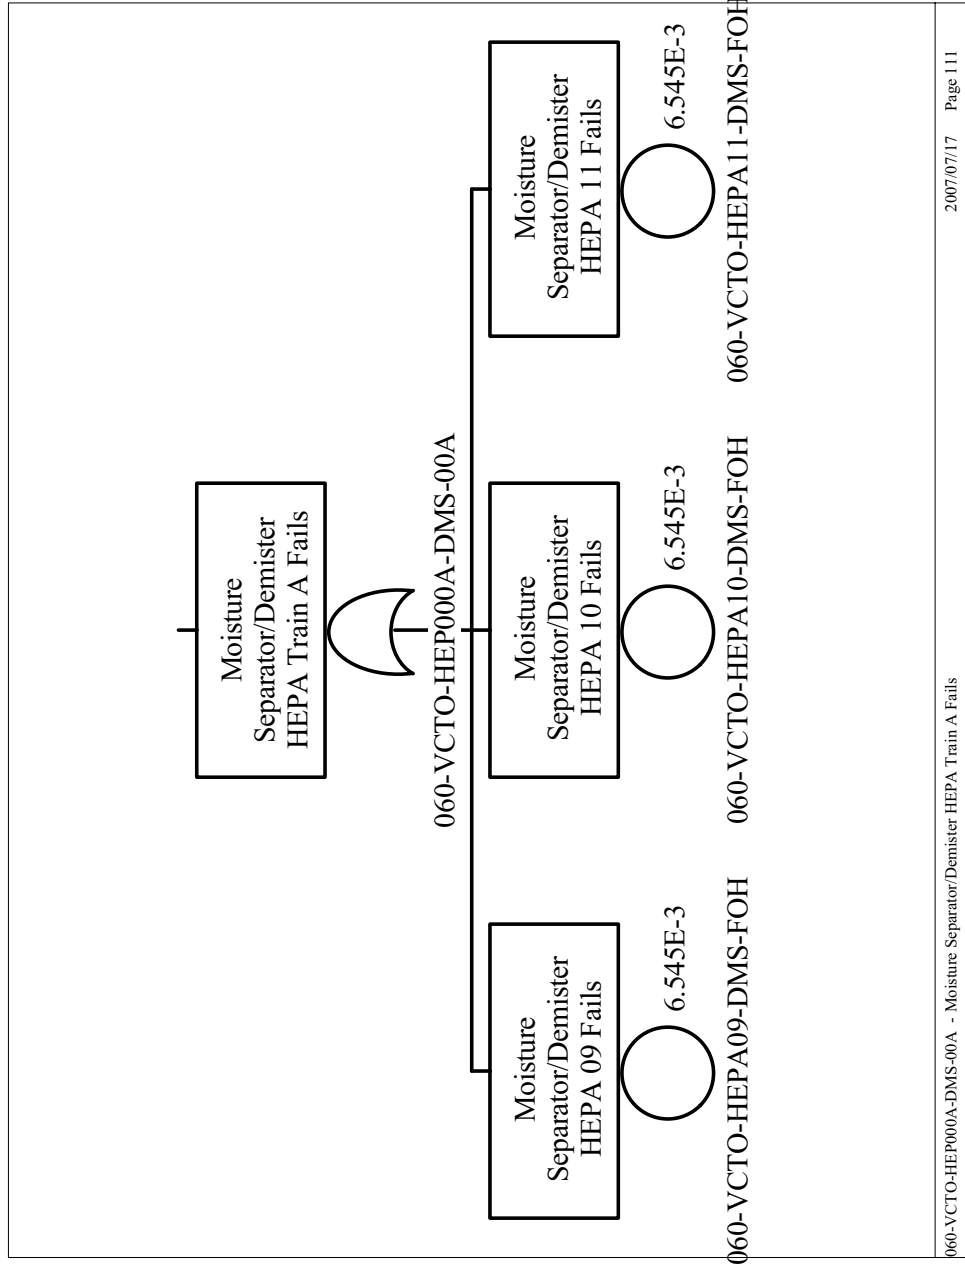 Moisture
Separator/Demister
HEPA Train A Fails
060-VCTO-HEP000A-DMS-00A
Moisture
Separator/Demister
HEPA 09 Fails
6.545E-3
060-VCTO-HEPA09-DMS-FOH
Moisture
Separator/Demister
HEPA 10 Fails
6.545E-3
060-VCTO-HEPA10-DMS-FOH
Moisture
Separator/Demister
HEPA 11 Fails
6.545E-3
060-VCTO-HEPA11-DMS-FOH
060-VCTO-HEP000A-DMS-00A - Moisture Separator/Demister HEPA Train A Fails
2007/07/17 Page 111